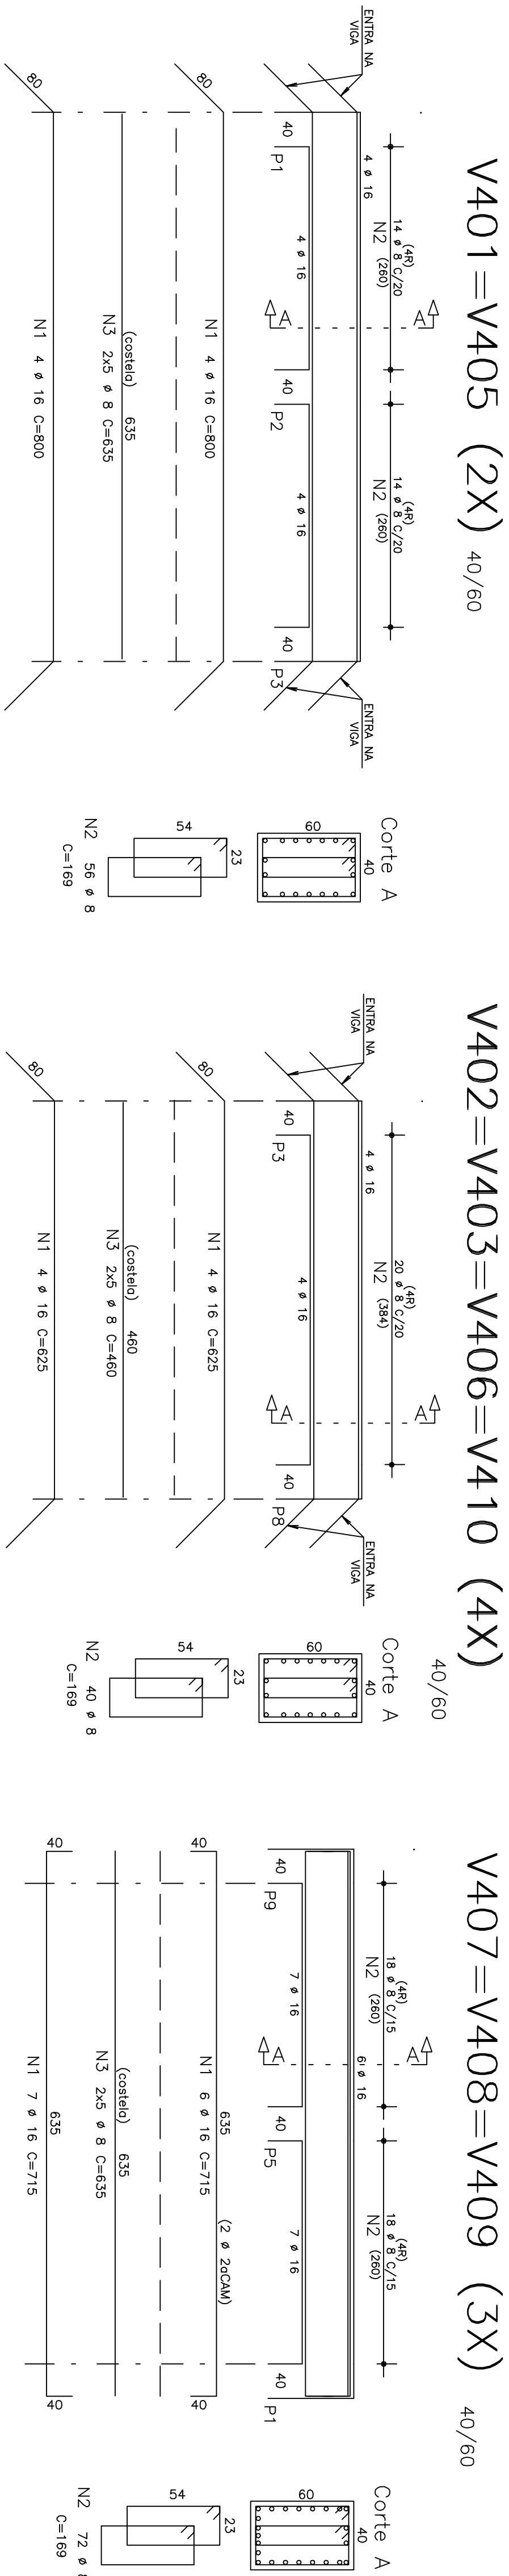 V401=V405 (2X) 40/60
(4R)
14 ø 8 C/20
N2 (260)
(4R)
14 ø 8 C/20
N2 (260)
4 ø 16
ENTRA NA
VIGA
ENTRA NA
VIGA
40
P1
4 ø 16
A
A
40
P2
4 ø 16
40
P3
80
N1 4 ø 16 C=800
(costela) 635
N3 2x5 ø 8 C=635
80
N1 4 ø 16 C=800
Corte A
40
60
23
54
N2 56 ø 8
C=169
V402=V403=V406=V410 (4X)
40/60
(4R)
20 ø 8 C/20
N2 (384)
4 ø 16
ENTRA NA
VIGA
ENTRA NA
VIGA
40
P3
4 ø 16
A
A
40
P8
80
N1 4 ø 16 C=625
(costela) 460
N3 2x5 ø 8 C=460
80
N1 4 ø 16 C=625
Corte A
40
60
23
54
N2 40 ø 8
C=169
V407=V408=V409 (3X)
40/60
(4R)
18 ø 8 C/15
N2 (260)
(4R)
18 ø 8 C/15
N2 (260)
6 ø 16
40
P9
7 ø 16
A
A
40
P5
7 ø 16
40
P1
40
635
(2 ø 2aCAM)
40
N1 6 ø 16 C=715
(costela) 635
N3 2x5 ø 8 C=635
40
635
40
N1 7 ø 16 C=715
Corte A
40
60
23
54
N2 72 ø
C=169